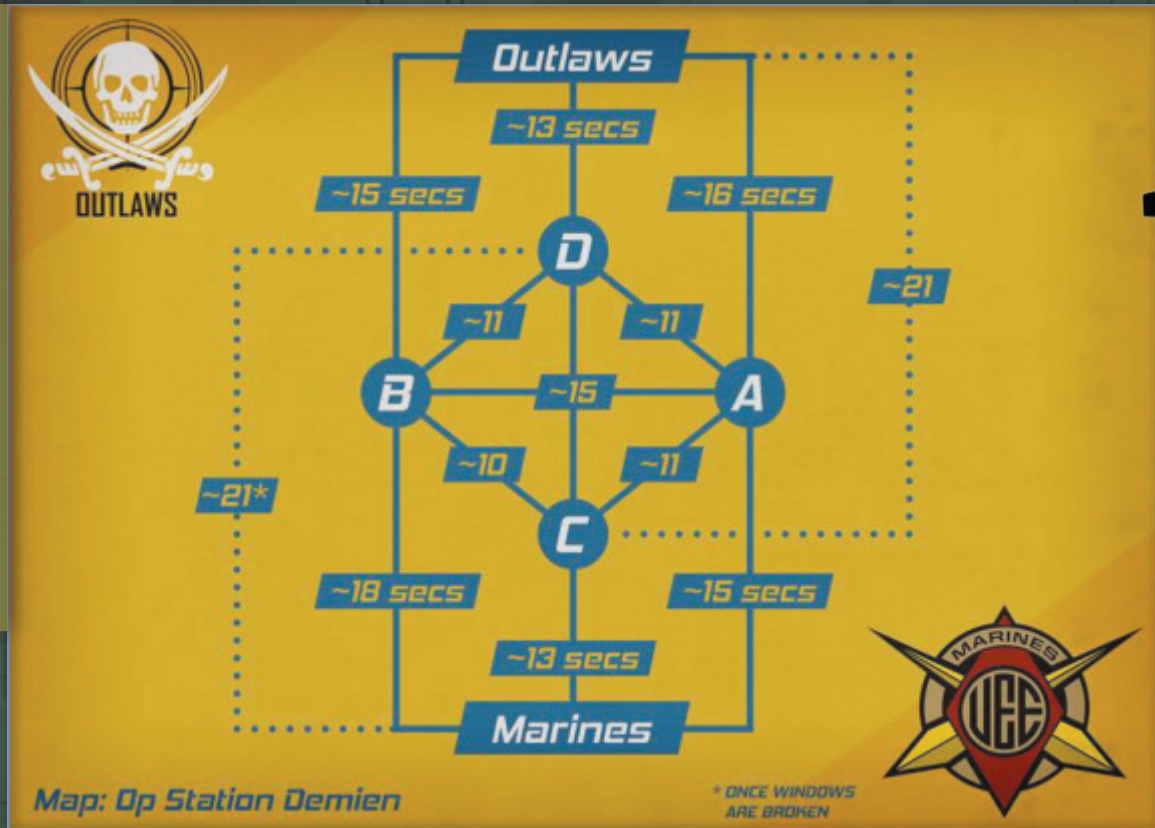 Outlaws
~13 secs
OUTLAWS
~15 secs
~16 secs
D
~21
~11
~11
B
~15
A
~10
~11
~21*
C
~18 secs
~15 secs
MARINES
~13 secs
UEE
Marines
Map: Op Station Demien
* ONCE WINDOWS
ARE BROKEN